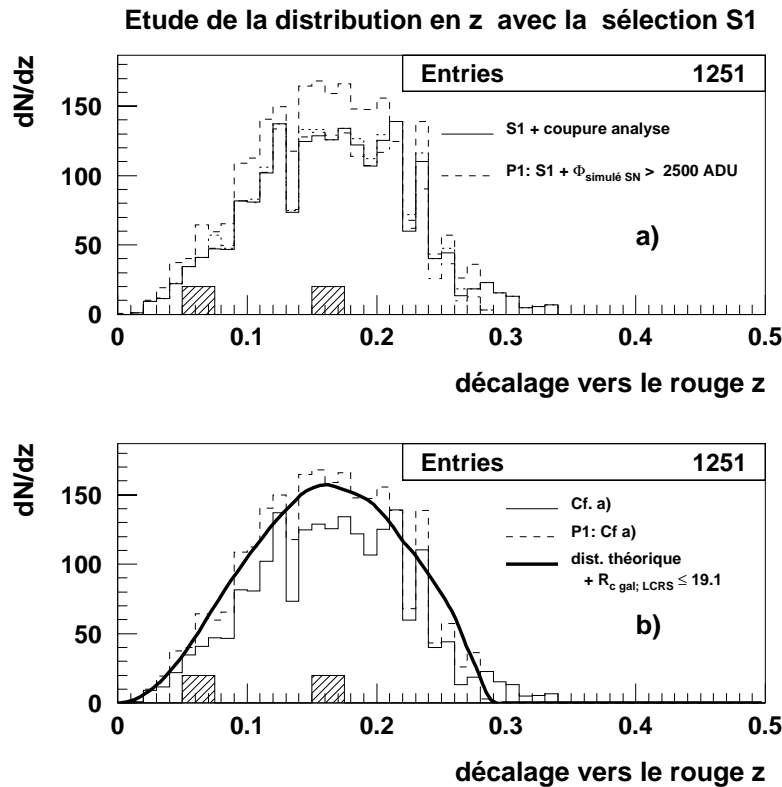 Etude de la distribution en z avec la sélection S1
dN/dz
Entries 1251
S1 + coupure analyse
P1: S1 + Φsimulé SN > 2500 ADU
a)
150
100
50
0
0 0.1 0.2 0.3 0.4 0.5
décalage vers le rouge z
dN/dz
Entries 1251
Cf. a)
P1: Cf a)
dist. théorique
+ Rc gal; LCRS ≤ 19.1
b)
150
100
50
0
0 0.1 0.2 0.3 0.4 0.5
décalage vers le rouge z